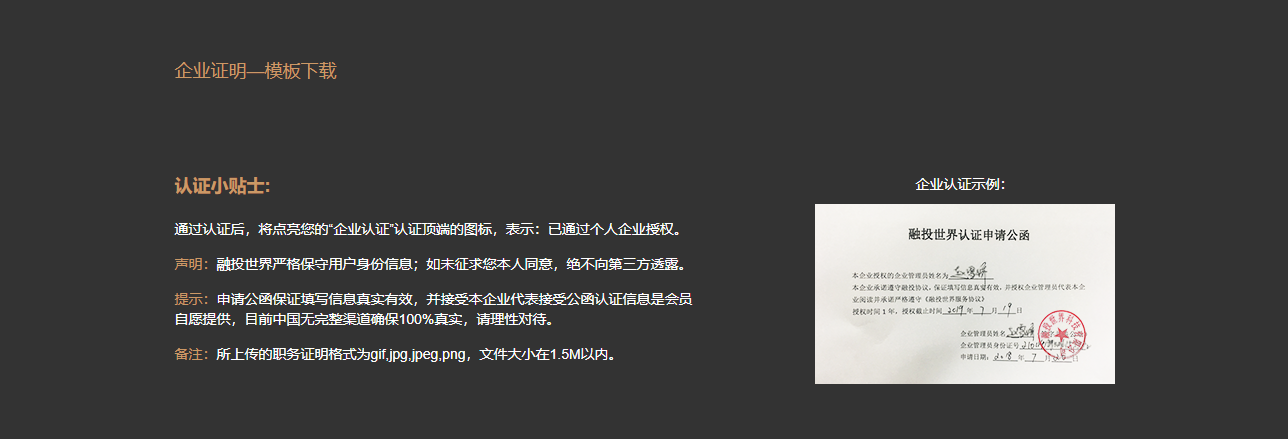 企业证明—模板下载
认证小贴士:
通过认证后，将点亮您的“企业认证”认证顶端的图标，表示：已通过个人企业授权。
声明：融投世界严格保守用户身份信息；如未征求您本人同意，绝不向第三方透露。
提示：申请公函保证填写信息真实有效，并接受本企业代表接受公函认证信息是会员
自愿提供，目前中国无完整渠道确保100%真实，请理性对待。
备注：所上传的职务证明格式为gif,jpg,jpeg,png，文件大小在1.5M以内。
企业认证示例：
融投世界认证申请公函
本企业授权的企业管理员姓名为
本企业承诺遵守融投协议，保证填写信息真实有效，并授权企业管理员代表本企
业阅读并承诺严格遵守《融投世界服务协议》
授权时间 1 年，授权截止时间 2019 年 7 月 19 日
企业管理员姓名
企业管理员身份证号
申请日期： 2018 年 7 月 日